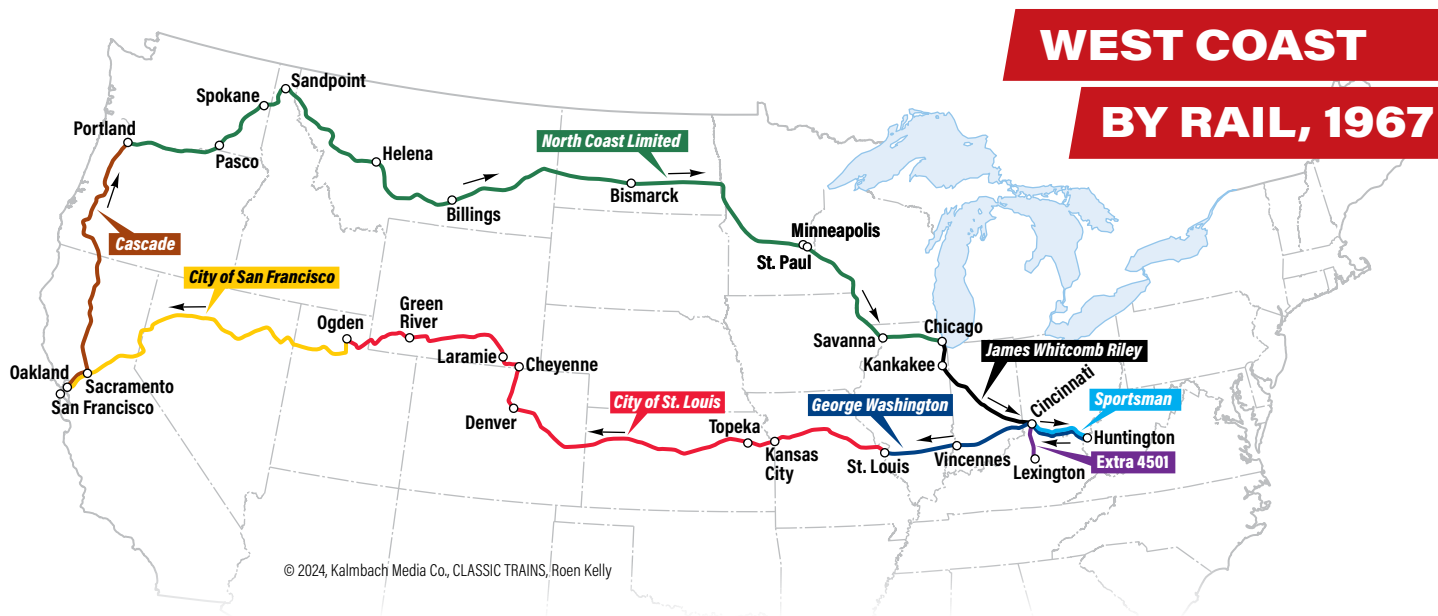 WEST COAST
BY RAIL, 1967
Sandpoint
Spokane
Portland
Pasco
Helena
North Coast Limited
Billings
Bismarck
Minneapolis
St. Paul
Cascade
City of San Francisco
Green
River
Ogden
Laramie
Cheyenne
Savanna
Chicago
Kankakee
James Whitcomb Riley
Oakland
Sacramento
San Francisco
Denver
City of St. Louis
George Washington
Cincinnati
Sportsman
Topeka
Kansas
City
St. Louis
Vincennes
Huntington
Extra 4501
Lexington
© 2024, Kalmbach Media Co., CLASSIC TRAINS, Roen Kelly